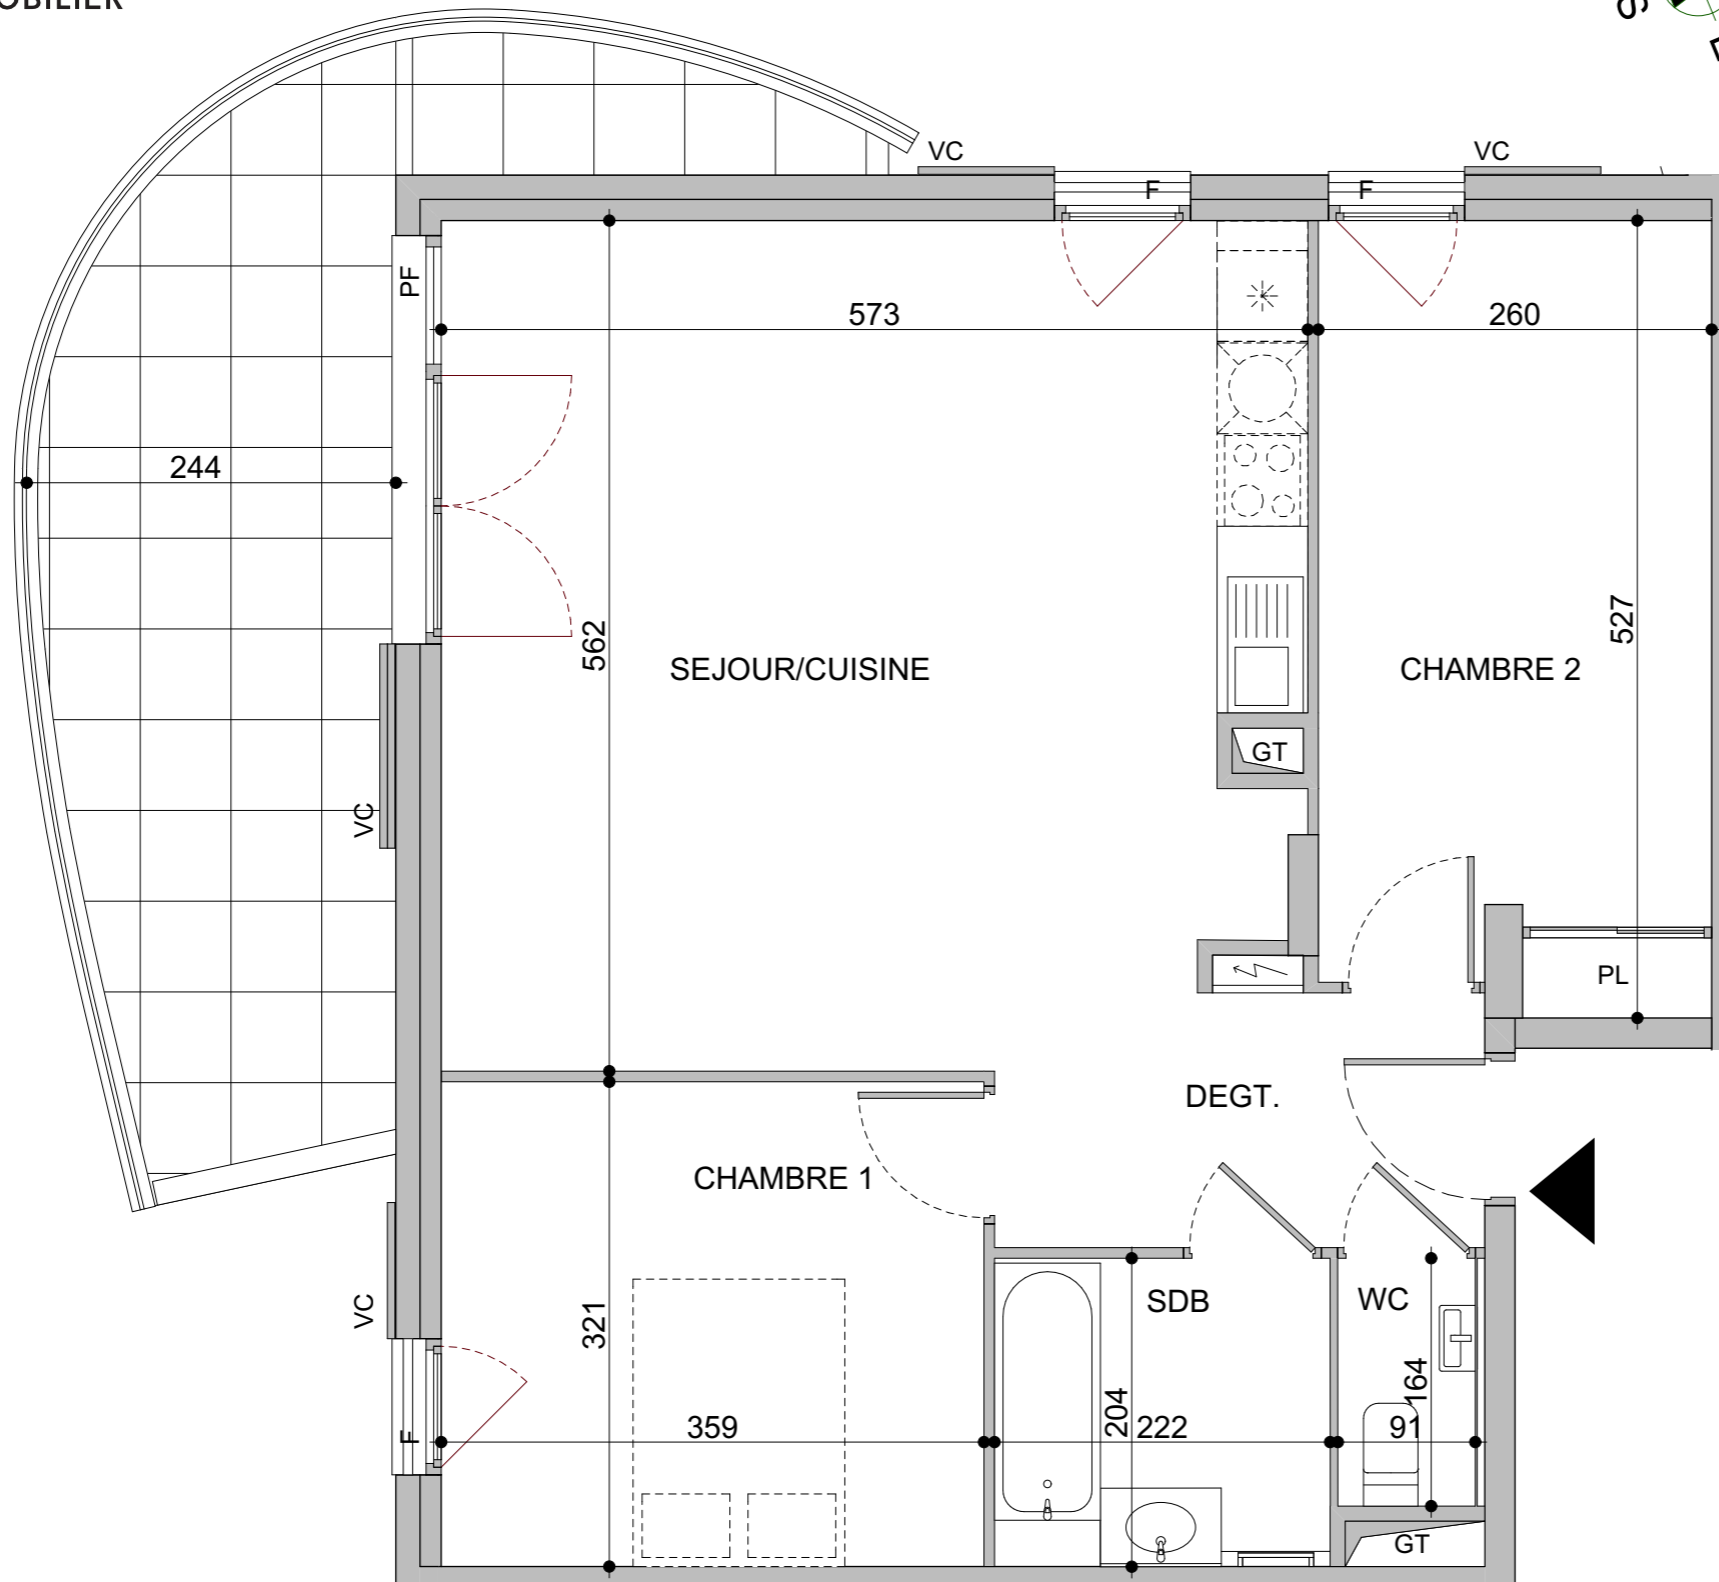 OBILIER
S
VC
VC
F
F
PF
573
260
244
562
527
SEJOUR/CUISINE
CHAMBRE 2
GT
VC
PL
DEGT.
CHAMBRE 1
VC
321
SDB
WC
204
164
359
222
91
F
GT